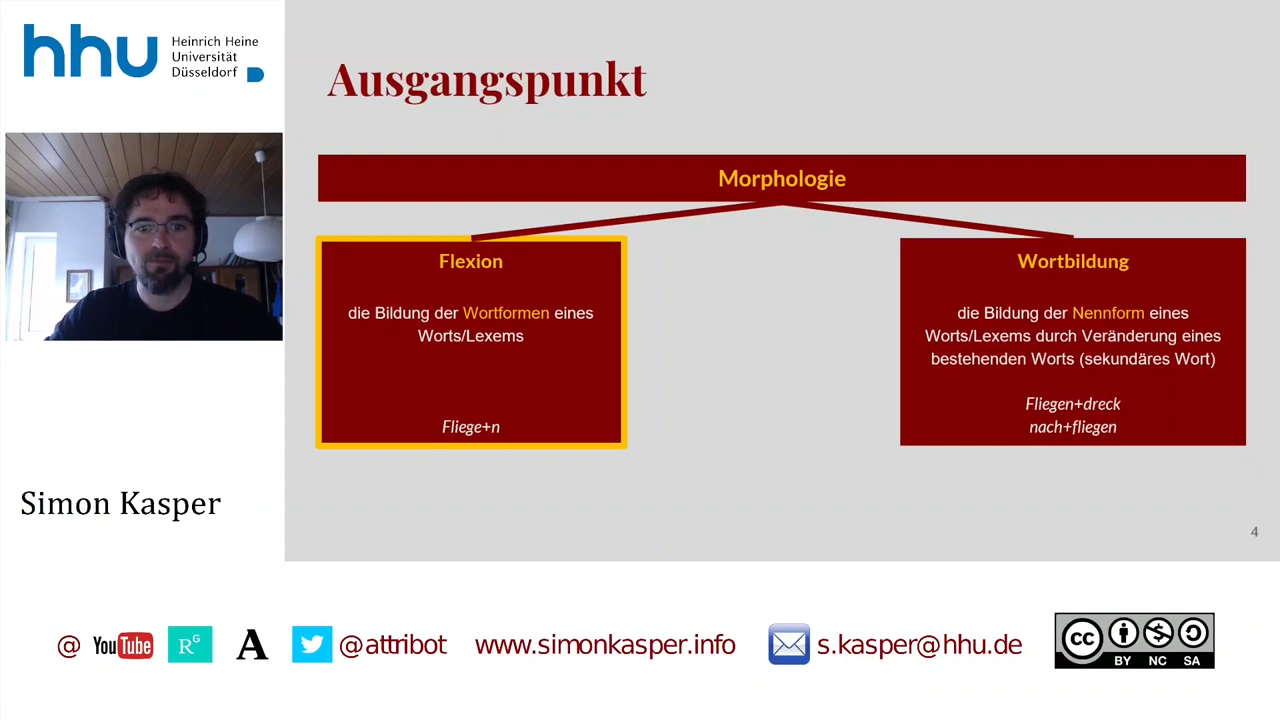 hhu
Heinrich Heine
Universität
Düsseldorf
Ausgangspunkt
Morphologie
Flexion
die Bildung der Wortformen eines
Worts/Lexems
Fliege+n
Wortbildung
die Bildung der Nennform eines
Worts/Lexems durch Veränderung eines
bestehenden Worts (sekundäres Wort)
Fliegen+dreck
nach+fliegen
Simon Kasper
4
@ YouTube RG A @attribot www.simonkasper.info s.kasper@hhu.de
cc
BY NC SA